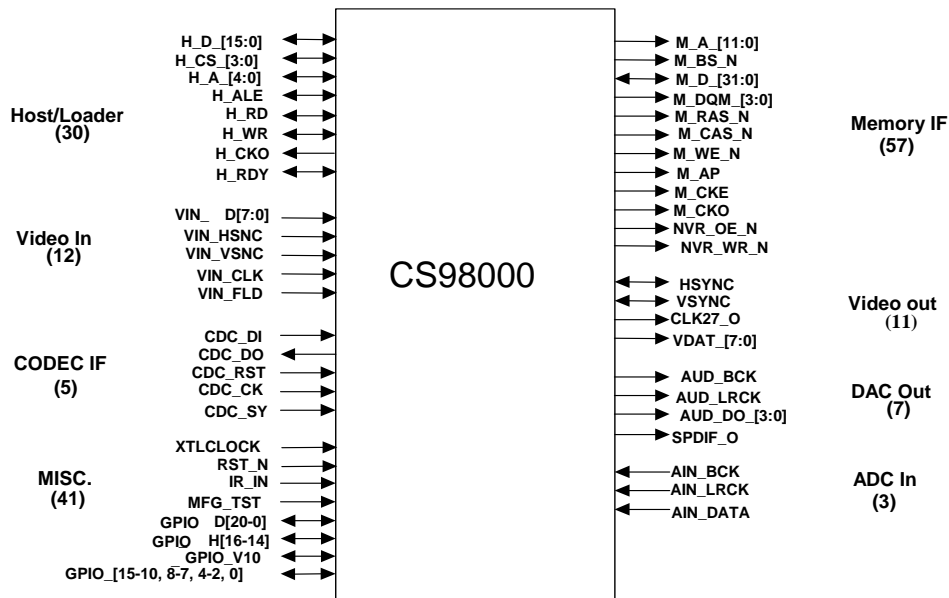 H_D_[15:0]
H_CS_[3:0]
H_A_[4:0]
H_ALE
H_RD
H_WR
H_CKO
H_RDY
Host/Loader
(30)
VIN_ D[7:0]
VIN_HSNC
VIN_VSNC
VIN_CLK
VIN_FLD
Video In
(12)
CDC_DI
CDC_DO
CDC_RST
CDC_CK
CDC_SY
CODEC IF
(5)
XTLCLOCK
RST_N
IR_IN
MFG_TST
GPIO D[20-0]
GPIO_ H[16-14]
_GPIO_V10
GPIO_[15-10, 8-7, 4-2, 0]
MISC.
(41)
CS98000
M_A_[11:0]
M_BS_N
M_D_[31:0]
M_DQM_[3:0]
M_RAS_N
M_CAS_N
M_WE_N
M_AP
M_CKE
M_CKO
NVR_OE_N
NVR_WR_N
Memory IF
(57)
HSYNC
VSYNC
CLK27_O
VDAT_[7:0]
Video out
(11)
AUD_BCK
AUD_LRCK
AUD_DO_[3:0]
SPDIF_O
DAC Out
(7)
AIN_BCK
AIN_LRCK
AIN_DATA
ADC In
(3)